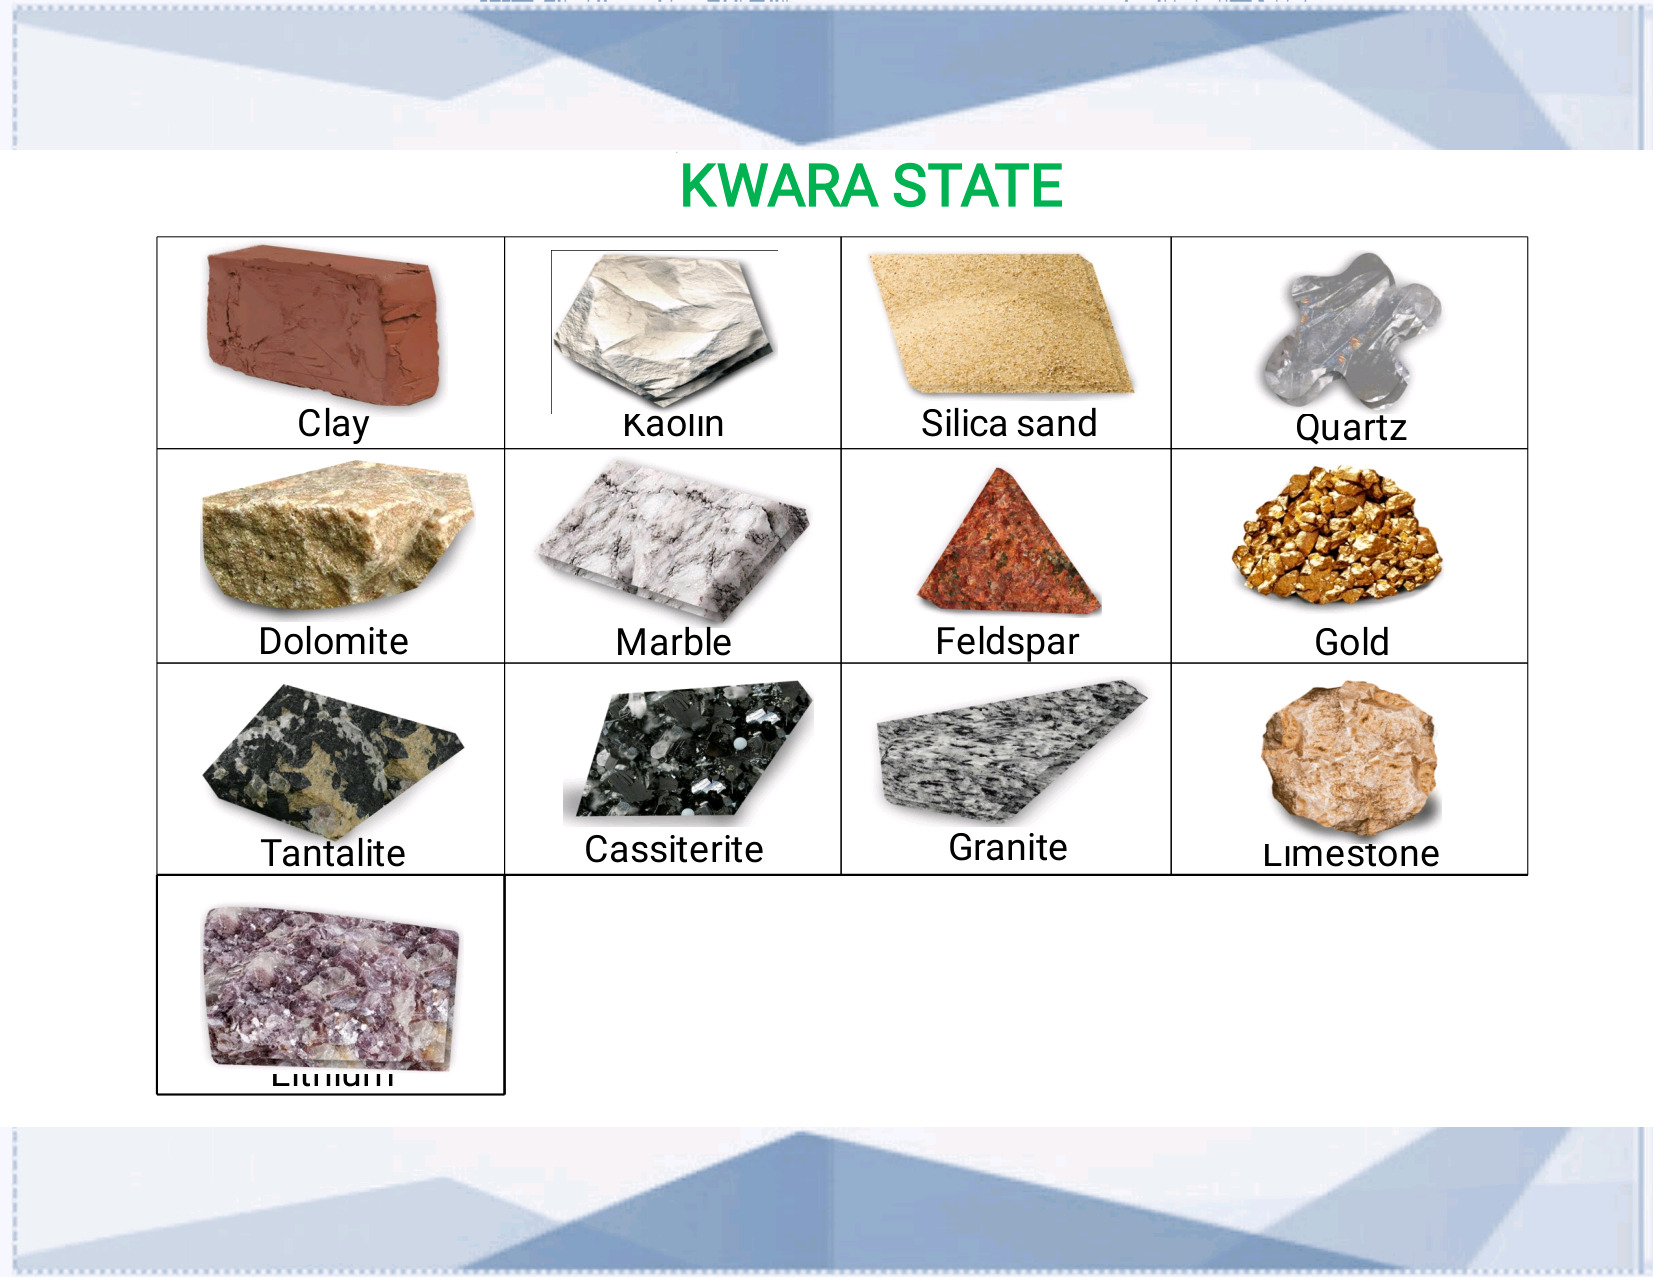 KWARA STATE
Clay
Kaolin
Silica sand
Quartz
Dolomite
Marble
Feldspar
Gold
Tantalite
Cassiterite
Granite
Limestone
Lithium